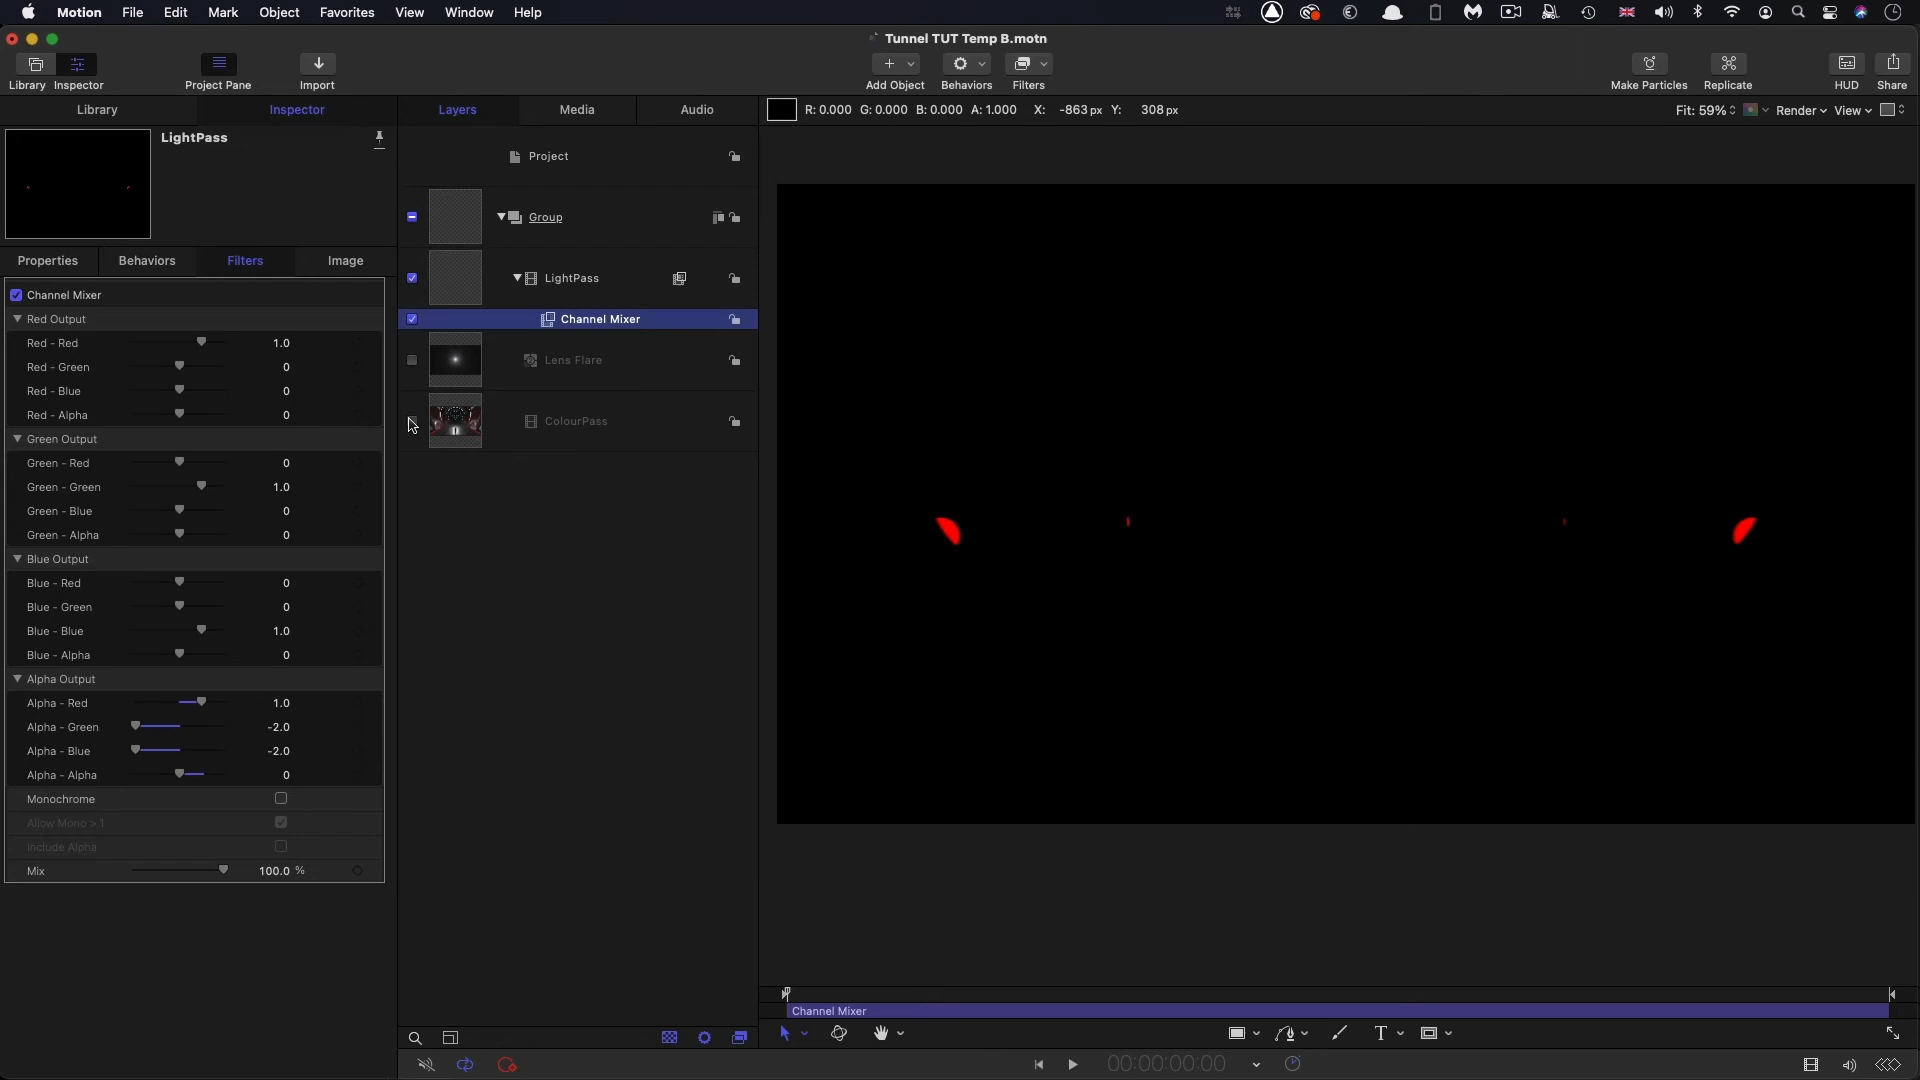 Motion File Edit Mark Object Favorites View Window Help
Tunnel TUT Temp B.motn
Library Inspector Project Pane Import Add Object Behaviors Filters Make Particles Replicate HUD Share
Library Inspector Layers Media Audio R: 0.000 G: 0.000 B: 0.000 A: 1.000 X: -863 px Y: 308 px Fit: 59% Render View
LightPass
Properties Behaviors Filters Image
Channel Mixer
Red Output
Red - Red 1.0
Red - Green 0
Red - Blue 0
Red - Alpha 0
Green Output
Green - Red 0
Green - Green 1.0
Green - Blue 0
Green - Alpha 0
Blue Output
Blue - Red 0
Blue - Green 0
Blue - Blue 1.0
Blue - Alpha 0
Alpha Output
Alpha - Red 1.0
Alpha - Green -2.0
Alpha - Blue -2.0
Alpha - Alpha 0
Monochrome
Allow Mono > 1
Include Alpha
Mix 100.0 %
Project
Group
LightPass
Channel Mixer
Lens Flare
ColourPass
Channel Mixer
T
00:00:00:00